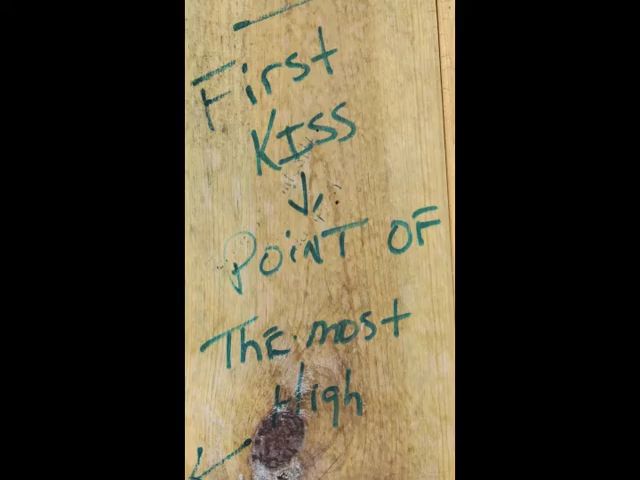 First
KISS
POINT OF
THE MOST
High